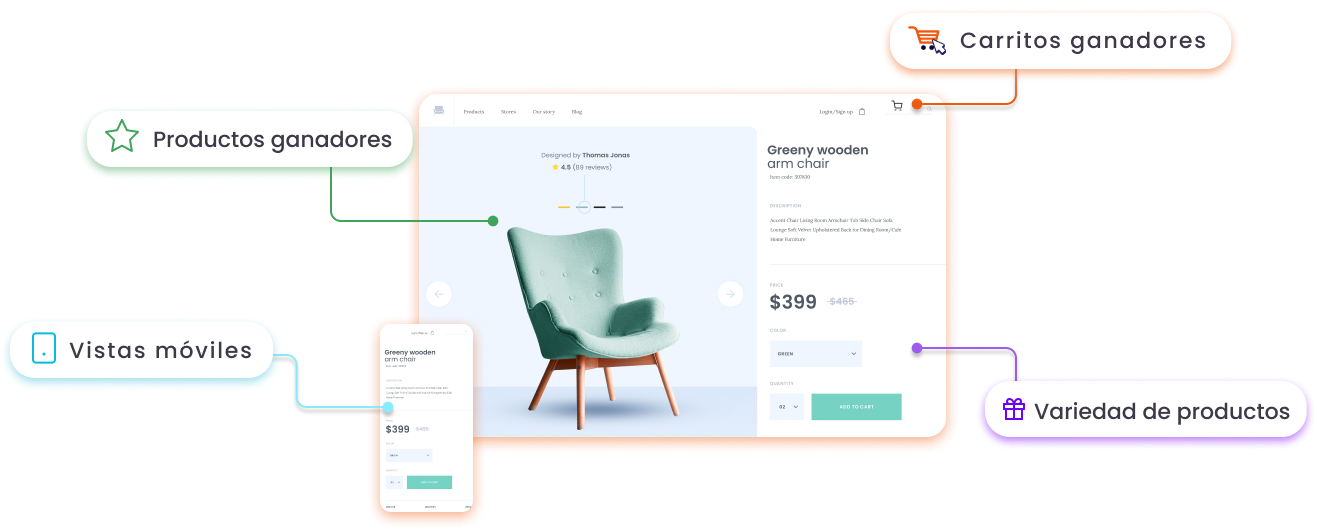 Carritos ganadores
Productos ganadores
Products Stores Our story Blog
Login/Sign up
Designed by Thomas Jonas
4.5 (89 reviews)
Greeny wooden
arm chair
Item code:
DESCRIPTION
Accent Chair Living Room Armchair Tub Side Chair Sofa
Lounge Soft Velvet Upholstered Back for Dining Room/Cafe
Home Furniture
PRICE
$399 $465
COLOR
GREEN
QUANTITY
02 ADD TO CART
Vistas móviles
Greeny wooden
arm chair
$399 $465
Variedad de productos